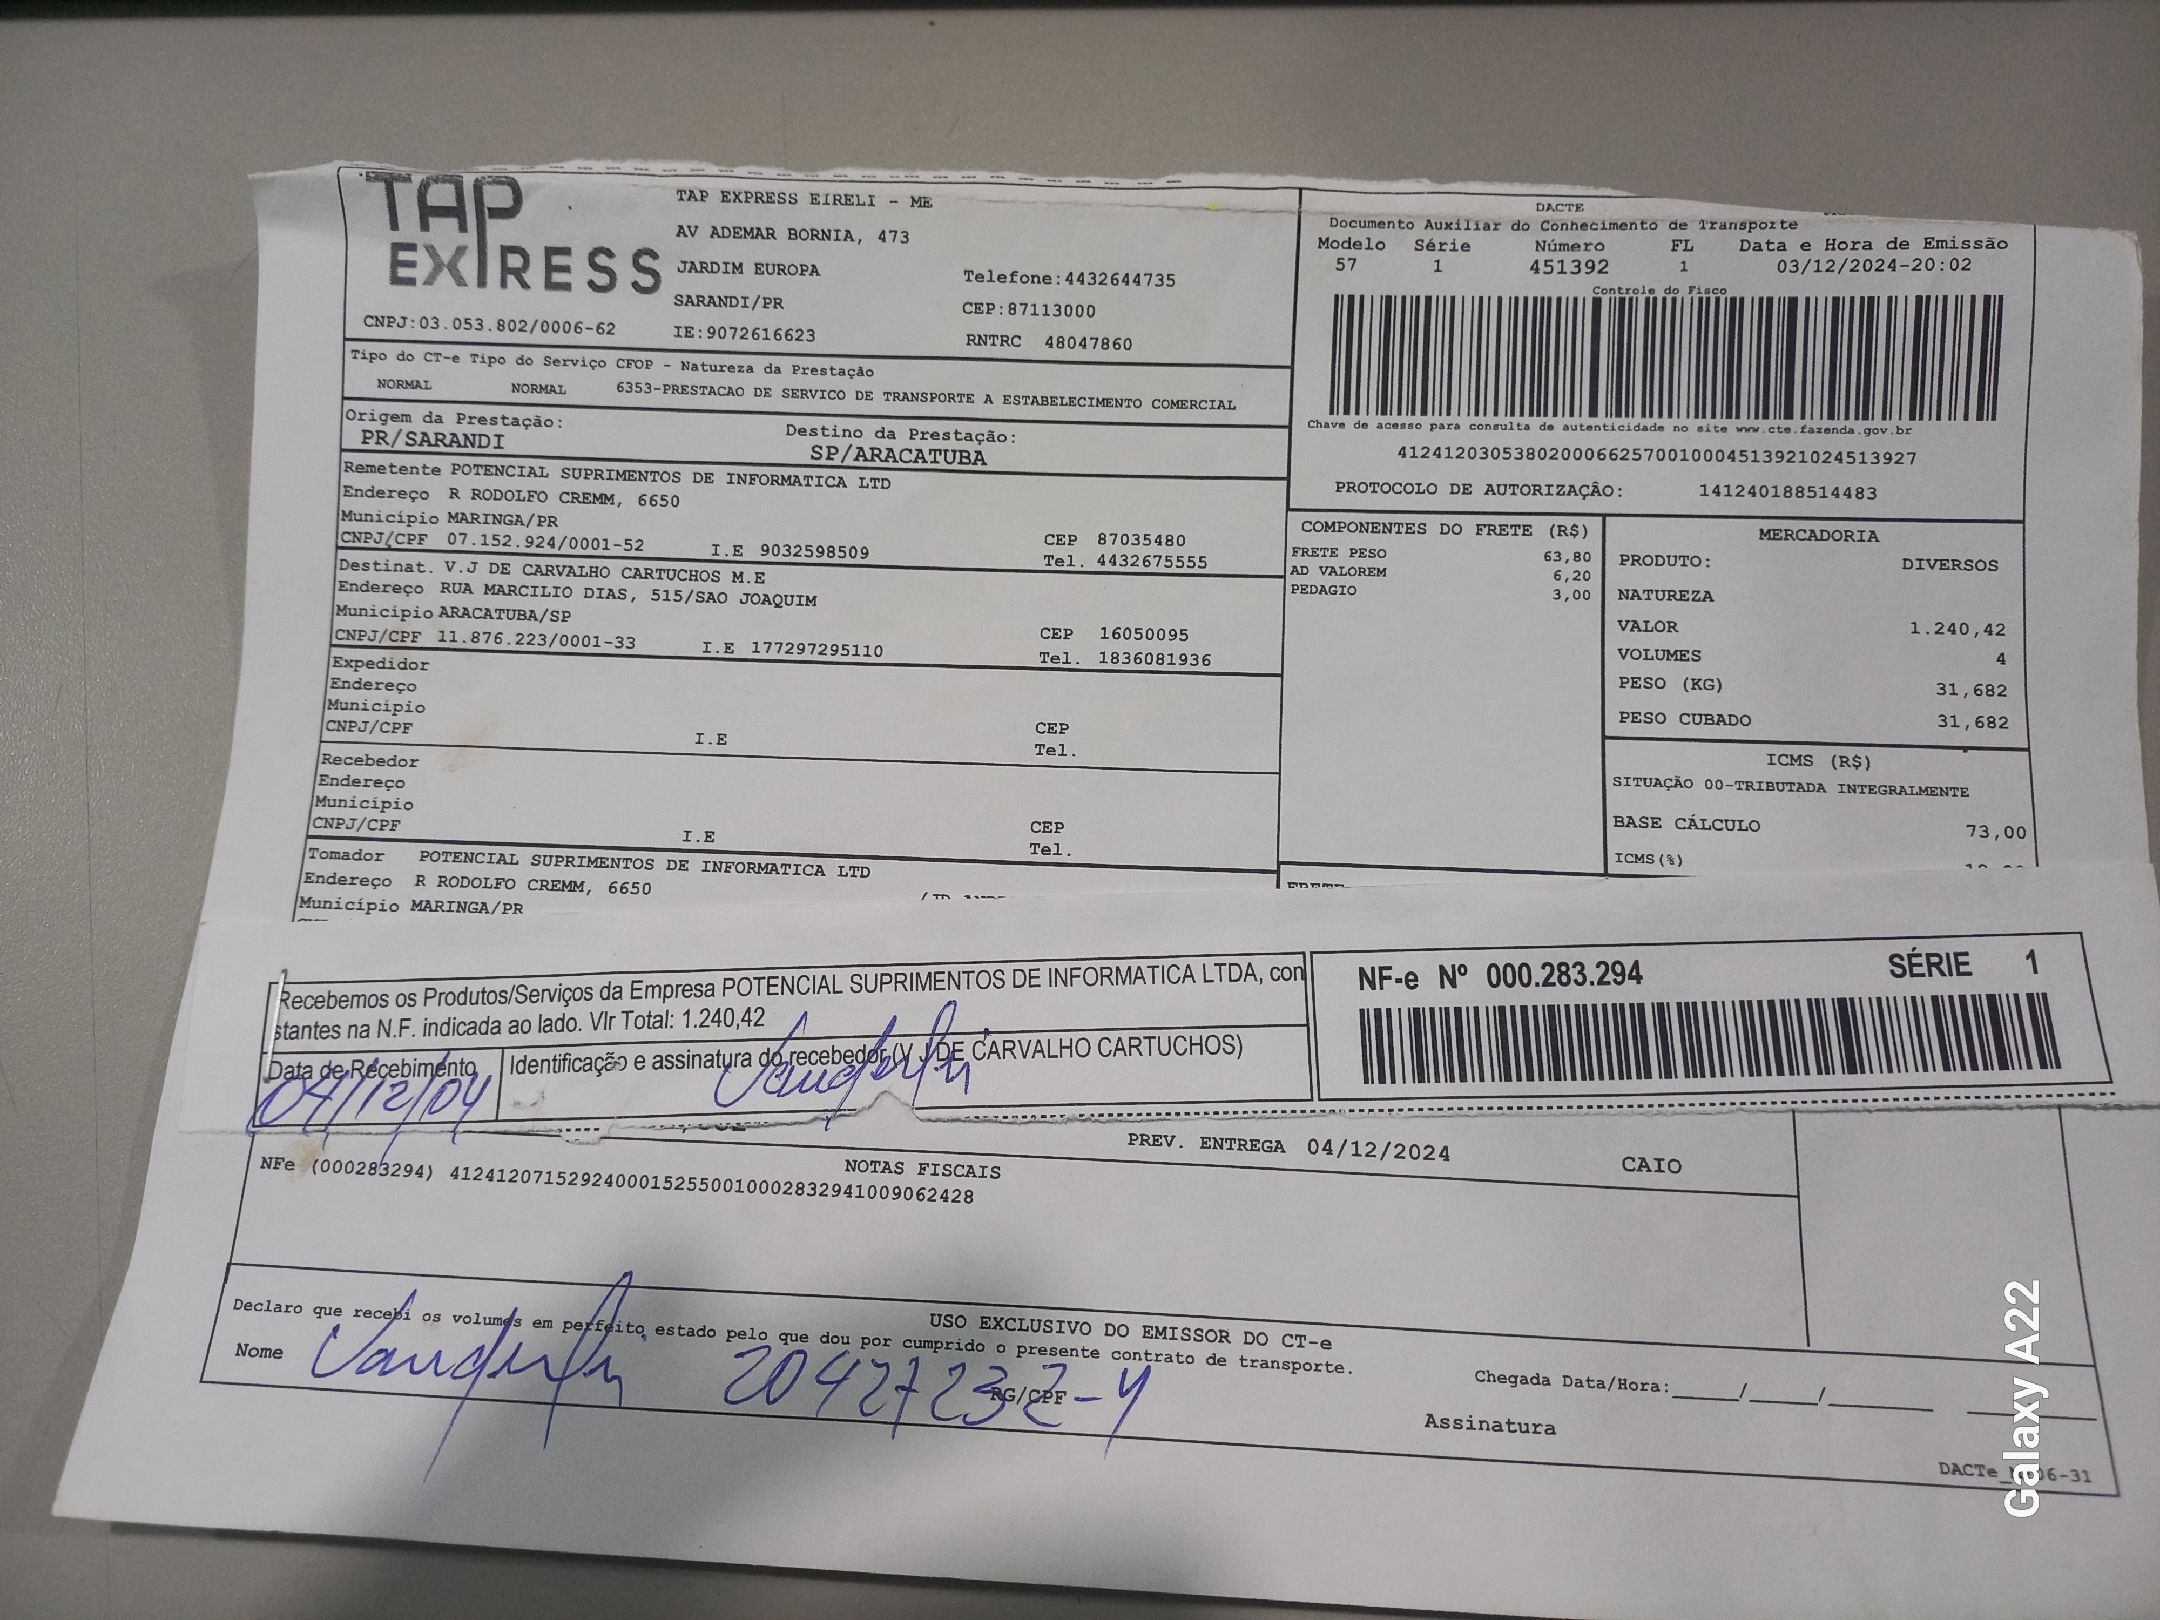 TAP
EXPRESS
TAP EXPRESS EIRELI - ME
AV ADEMAR BORNIA, 473
JARDIM EUROPA
Telefone:4432644735
SARANDI/PR
CEP:87113000
CNPJ:03.053.802/0006-62
IE:9072616623
RNTRC 48047860
DACTE
Documento Auxiliar do Conhecimento de Transporte
Modelo Série Número FL Data e Hora de Emissão
57 1 451392 1 03/12/2024-20:02
Controle do Fisco
Chave de acesso para consulta de autenticidade no site www.cte.fazenda.gov.br
41241203053802000662570010004513921024513927
PROTOCOLO DE AUTORIZAÇÃO: 141240188514483
Tipo do CT-e Tipo do Serviço CFOP - Natureza da Prestação
NORMAL NORMAL 6353-PRESTACAO DE SERVICO DE TRANSPORTE A ESTABELECIMENTO COMERCIAL
Origem da Prestação: Destino da Prestação:
PR/SARANDI SP/ARACATUBA
Remetente POTENCIAL SUPRIMENTOS DE INFORMATICA LTD
Endereço R RODOLFO CREMM, 6650
Município MARINGA/PR CEP 87035480
CNPJ/CPF 07.152.924/0001-52 I.E 9032598509 Tel. 4432675555
Destinat. V.J DE CARVALHO CARTUCHOS M.E
Endereço RUA MARCILIO DIAS, 515/SAO JOAQUIM
Município ARACATUBA/SP CEP 16050095
CNPJ/CPF 11.876.223/0001-33 I.E 177297295110 Tel. 1836081936
Expedidor
Endereço
Município CEP
CNPJ/CPF I.E Tel.
Recebedor
Endereço
Município CEP
CNPJ/CPF I.E Tel.
Tomador POTENCIAL SUPRIMENTOS DE INFORMATICA LTD
Endereço R RODOLFO CREMM, 6650
Município MARINGA/PR
COMPONENTES DO FRETE (R$)
FRETE PESO 63,80
AD VALOREM 6,20
PEDAGIO 3,00
MERCADORIA
PRODUTO: DIVERSOS
NATUREZA
VALOR 1.240,42
VOLUMES 4
PESO (KG) 31,682
PESO CUBADO 31,682
ICMS (R$)
SITUAÇÃO 00-TRIBUTADA INTEGRALMENTE
BASE CÁLCULO 73,00
ICMS(%)
Recebemos os Produtos/Serviços da Empresa POTENCIAL SUPRIMENTOS DE INFORMATICA LTDA, con
stantes na N.F. indicada ao lado. Vlr Total: 1.240,42
Data de Recebimento Identificação e assinatura do recebedor (V J DE CARVALHO CARTUCHOS)
04/12/04
NF-e Nº 000.283.294 SÉRIE 1
PREV. ENTREGA 04/12/2024 CAIO
NOTAS FISCAIS
NFe (000283294) 41241207152924000152550010002832941009062428
USO EXCLUSIVO DO EMISSOR DO CT-e
Declaro que recebi os volumes em perfeito estado pelo que dou por cumprido o presente contrato de transporte.
Nome 20427232-4 RG/CPF
Chegada Data/Hora:_____/_____/_____
Assinatura
Galaxy A22